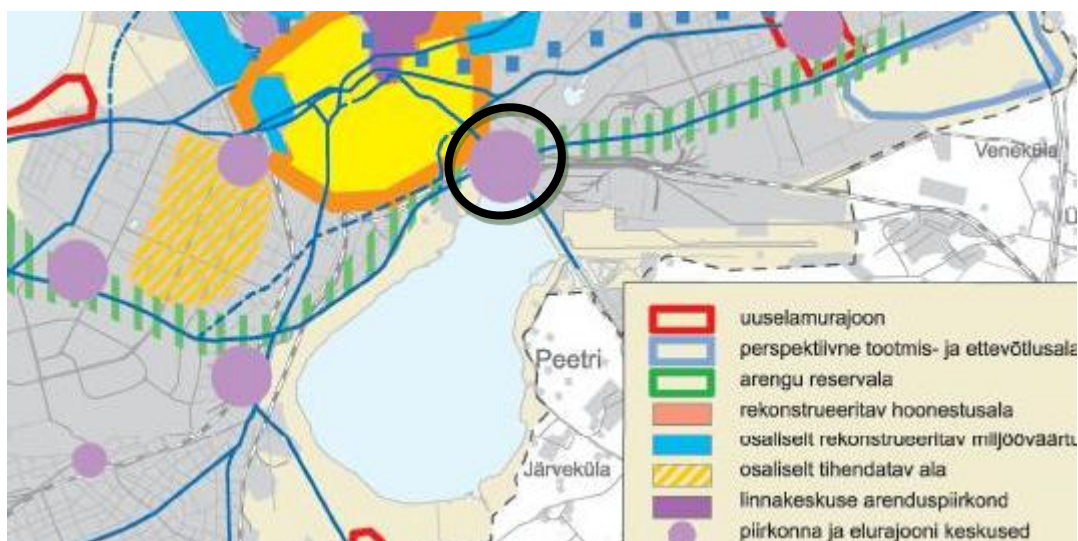 Veneküla
Ü
Peetri
Järveküla
uuselamurajoon
perspektiivne tootmis- ja ettevõtlusala
arengu reservala
rekonstrueeritav hoonestusala
osaliselt rekonstrueeritav miljööväärtu
osaliselt tihendatav ala
linnakeskuse arenduspiirkond
piirkonna ja elurajooni keskused